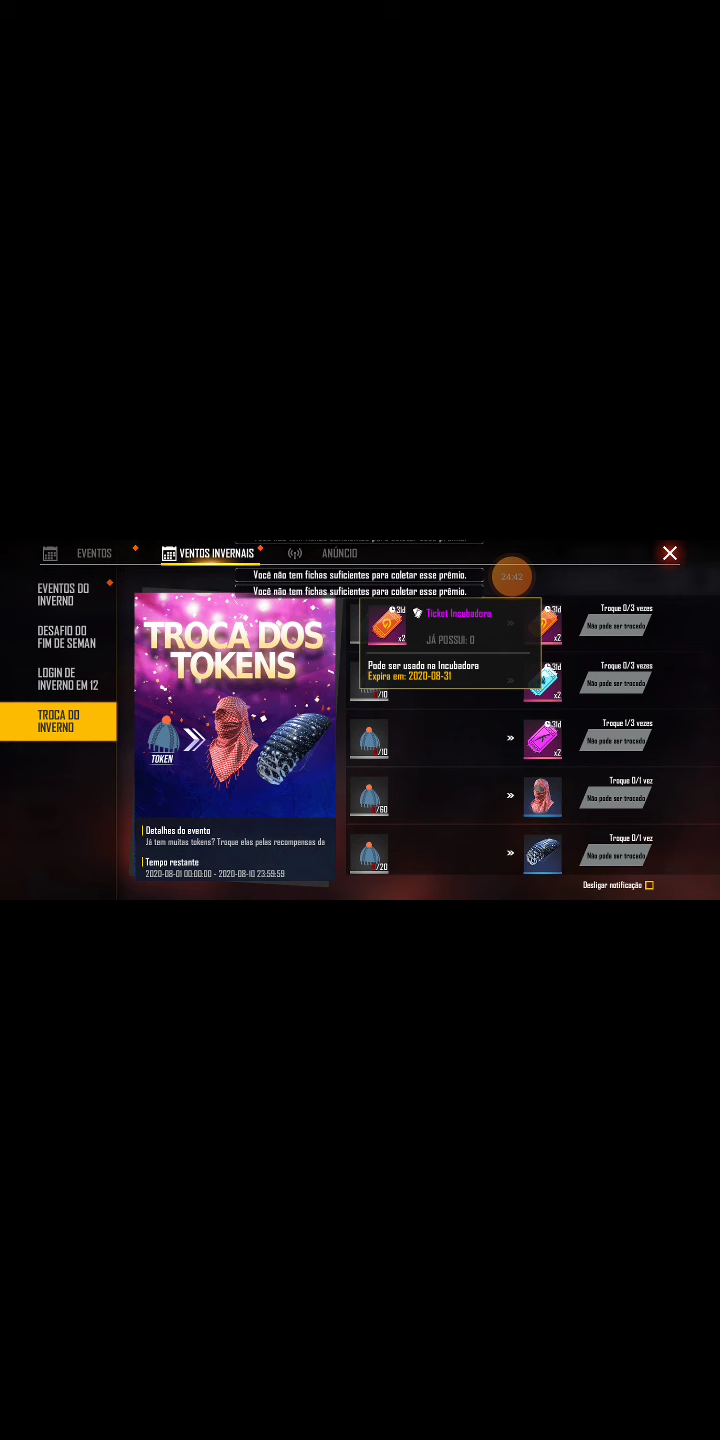 EVENTOS
VENTOS INVERNAIS
ANÚNCIO
Você não tem fichas suficientes para coletar esse prêmio.
Você não tem fichas suficientes para coletar esse prêmio.
24:42
EVENTOS DO
INVERNO
DESAFIO DO
FIM DE SEMAN
LOGIN DE
INVERNO EM 12
TROCA DO
INVERNO
TROCA DOS
TOKENS
TOKEN
Detalhes do evento
Já tem muitas tokens? Troque elas pelas recompensas da
Tempo restante
2020-08-01 00:00:00 - 2020-08-10 23:59:59
31d
x2
Ticket Incubadora
JÁ POSSUI: 0
Pode ser usado na Incubadora
Expira em: 2020-08-31
31d
x2
Troque 0/3 vezes
Não pode ser trocado
/10
31d
x2
Troque 0/3 vezes
Não pode ser trocado
/10
31d
x2
Troque 1/3 vezes
Não pode ser trocado
/60
Troque 0/1 vez
Não pode ser trocado
/20
Troque 0/1 vez
Não pode ser trocado
Desligar notificação